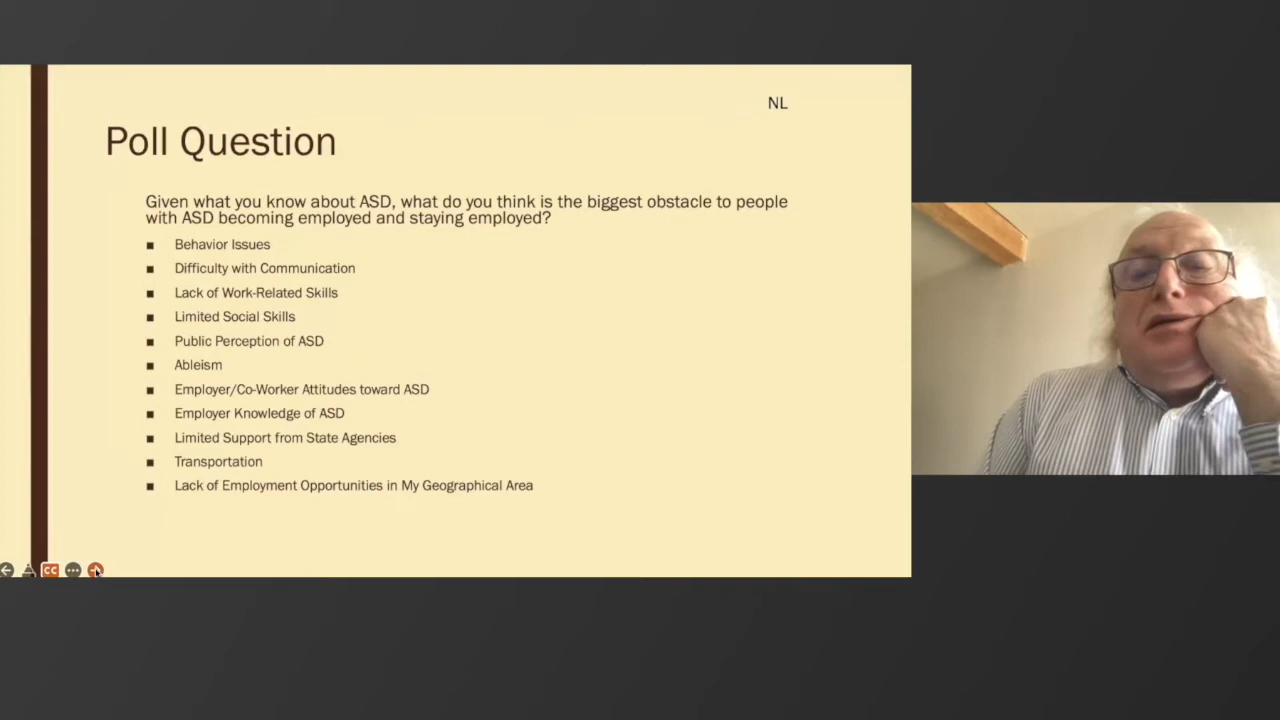 NL
Poll Question
Given what you know about ASD, what do you think is the biggest obstacle to people
with ASD becoming employed and staying employed?
Behavior Issues
Difficulty with Communication
Lack of Work-Related Skills
Limited Social Skills
Public Perception of ASD
Ableism
Employer/Co-Worker Attitudes toward ASD
Employer Knowledge of ASD
Limited Support from State Agencies
Transportation
Lack of Employment Opportunities in My Geographical Area
CC